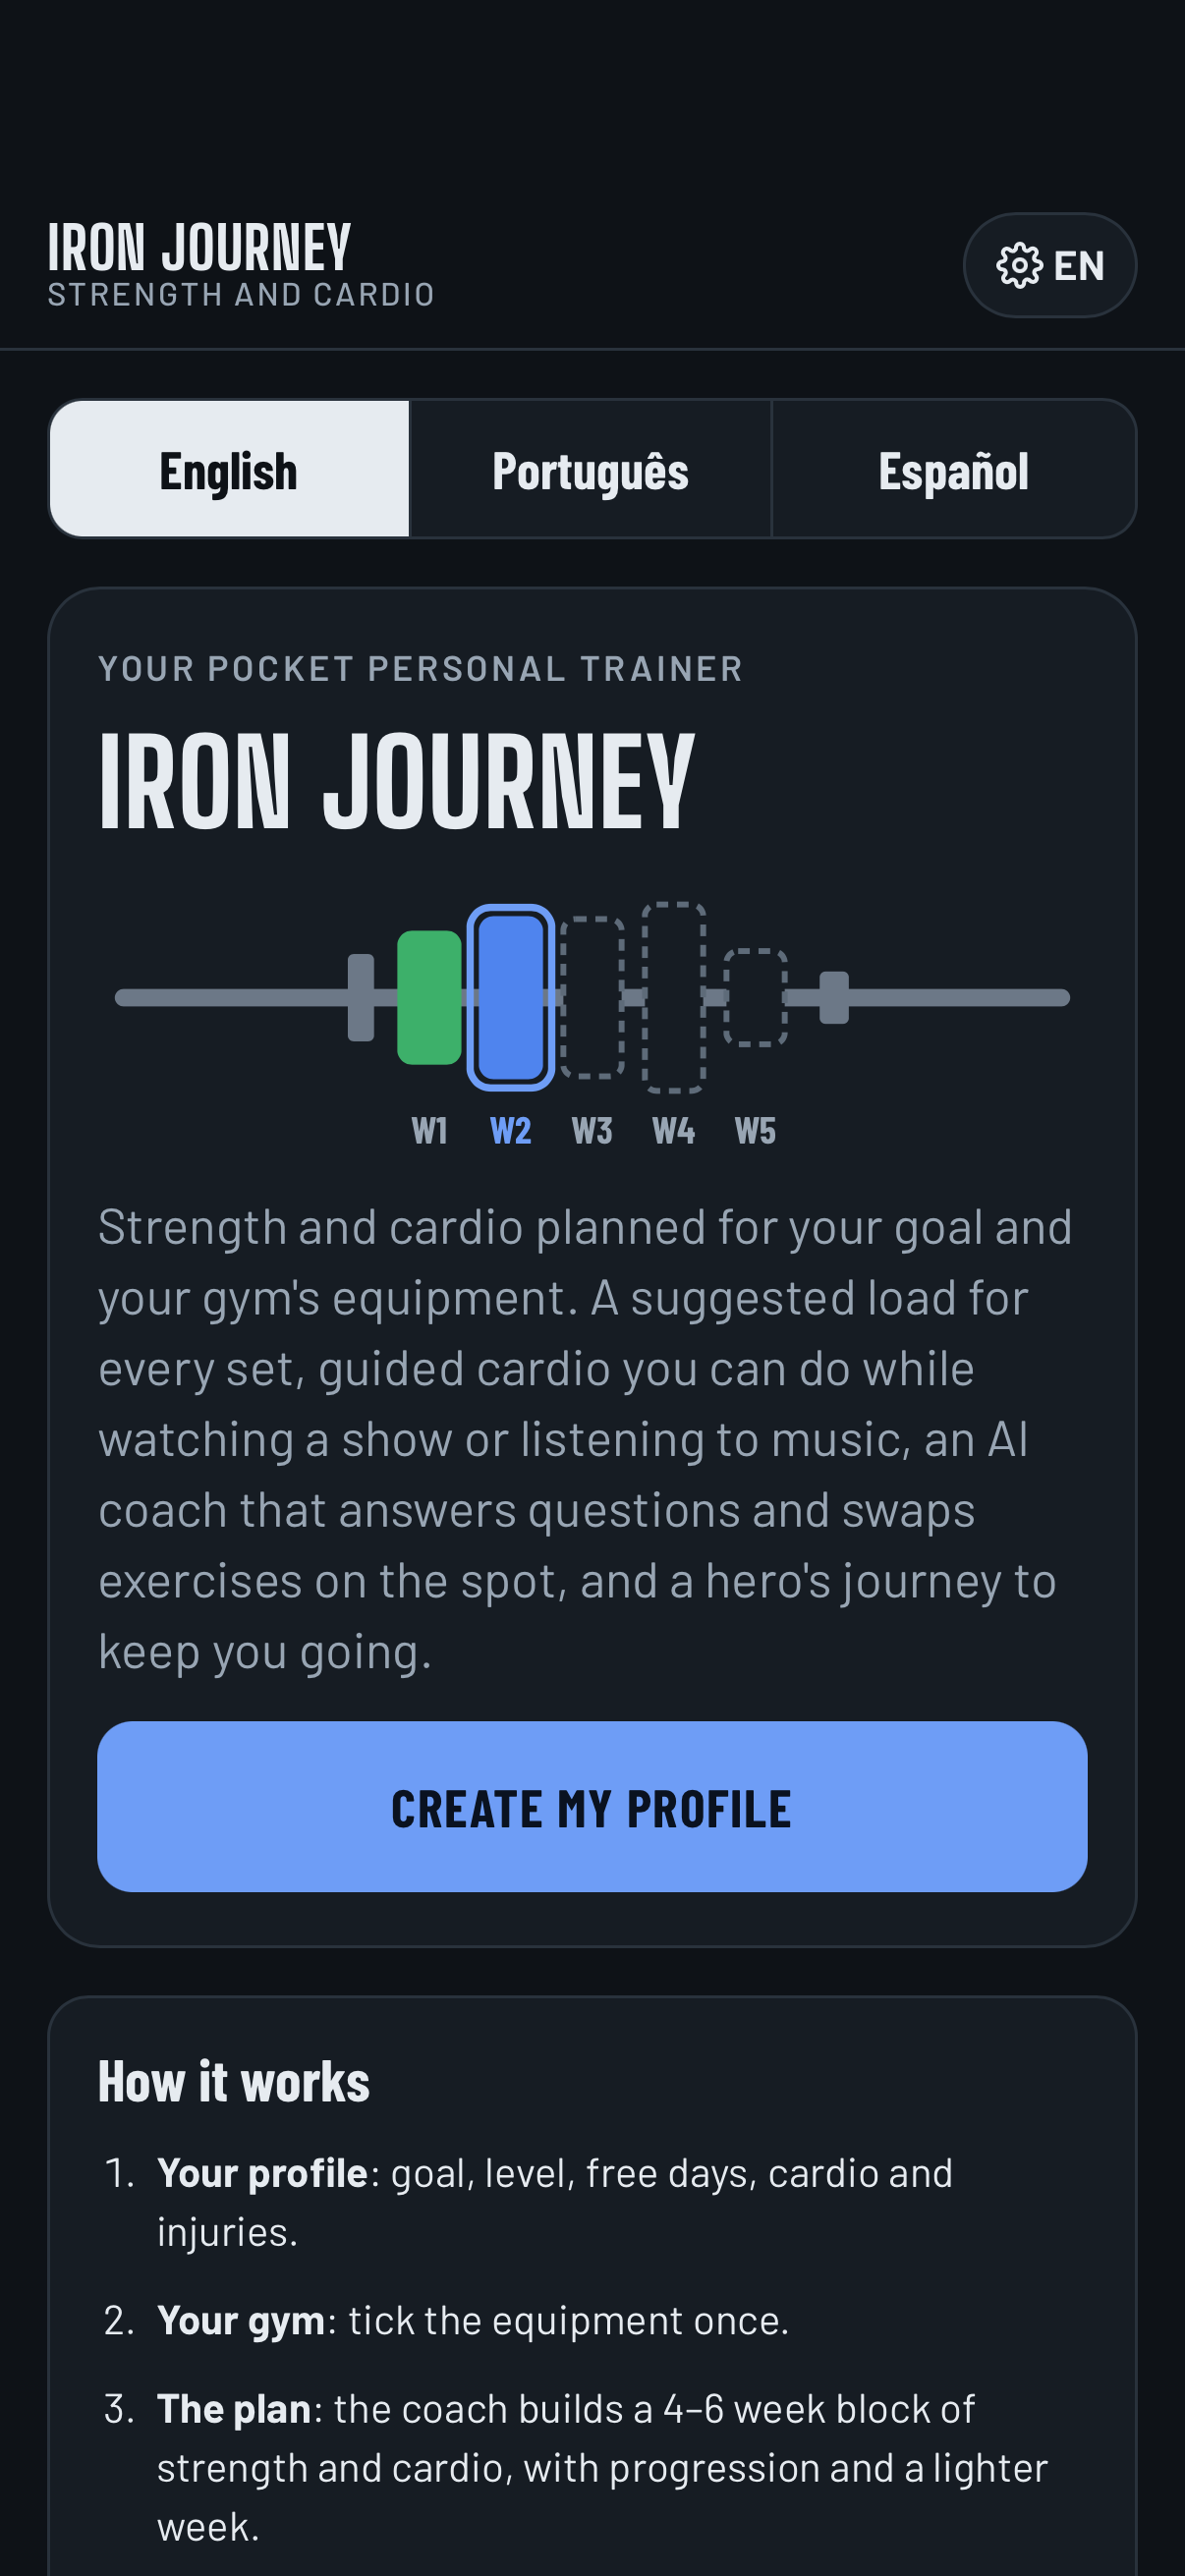 IRON JOURNEY
STRENGTH AND CARDIO
EN
English
Português
Español
YOUR POCKET PERSONAL TRAINER
IRON JOURNEY
W1 W2 W3 W4 W5
Strength and cardio planned for your goal and
your gym's equipment. A suggested load for
every set, guided cardio you can do while
watching a show or listening to music, an AI
coach that answers questions and swaps
exercises on the spot, and a hero's journey to
keep you going.
CREATE MY PROFILE
How it works
1. Your profile: goal, level, free days, cardio and
injuries.
2. Your gym: tick the equipment once.
3. The plan: the coach builds a 4–6 week block of
strength and cardio, with progression and a lighter
week.